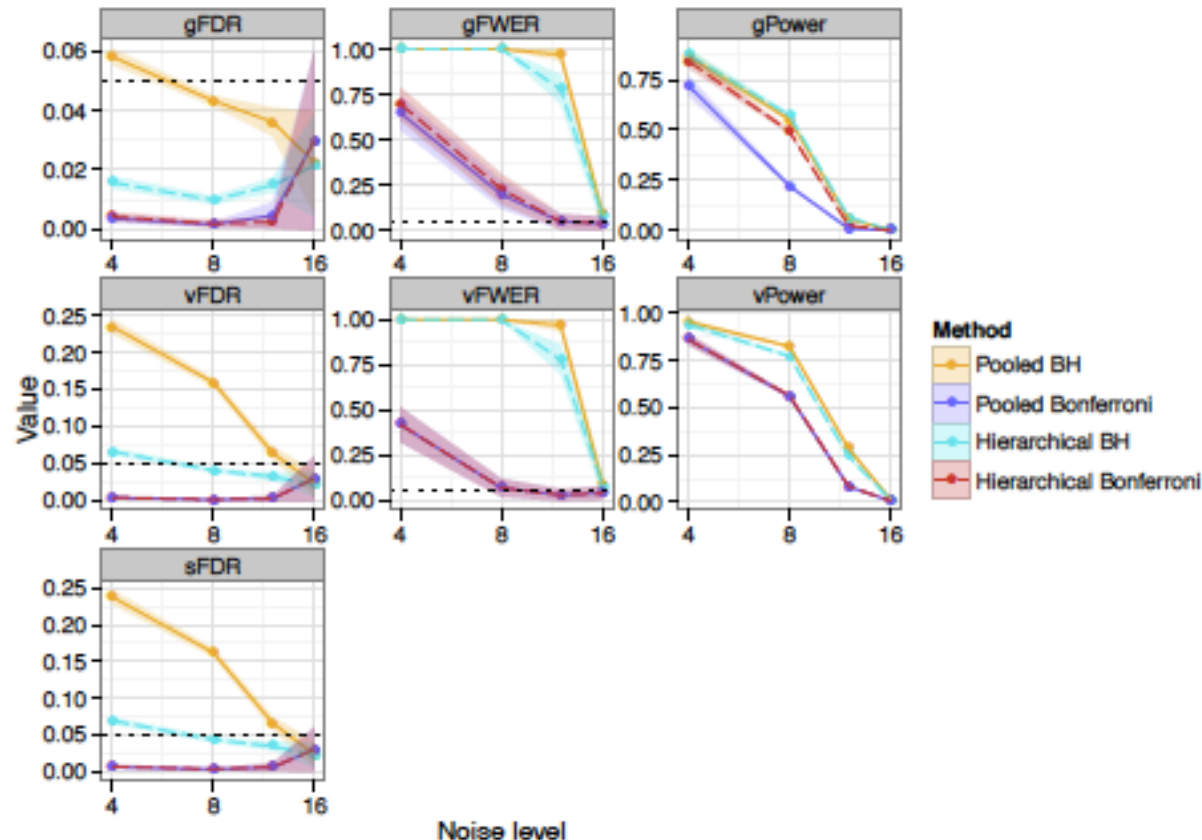 gFDR
gFWER
gPower
0.06
0.04
0.02
0.00
4 8 16
1.00
0.75
0.50
0.25
0.00
4 8 16
0.75
0.50
0.25
0.00
4 8 16
vFDR
vFWER
vPower
0.25
0.20
0.15
0.10
0.05
0.00
4 8 16
1.00
0.75
0.50
0.25
0.00
4 8 16
1.00
0.75
0.50
0.25
0.00
4 8 16
Value
sFDR
0.25
0.20
0.15
0.10
0.05
0.00
4 8 16
Noise level
Method
Pooled BH
Pooled Bonferroni
Hierarchical BH
Hierarchical Bonferroni